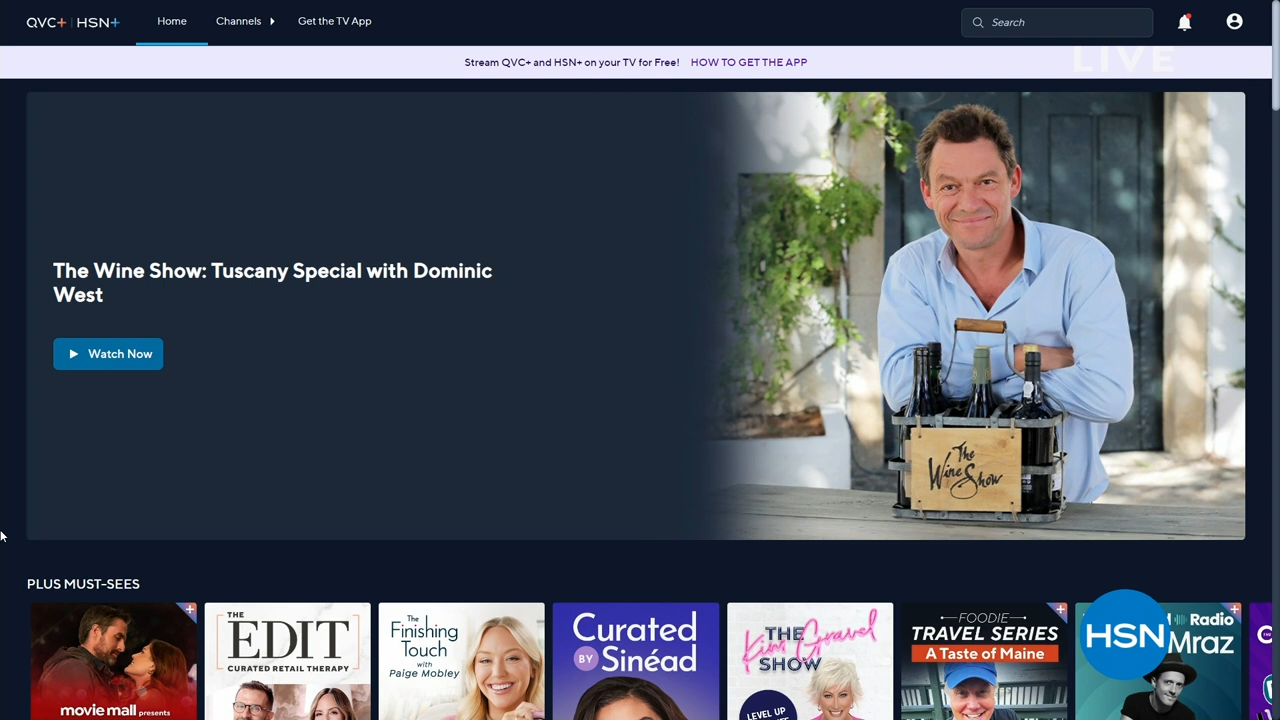 QVC+ | HSN+
Home
Channels
Get the TV App
Search
LIVE
Stream QVC+ and HSN+ on your TV for Free!
HOW TO GET THE APP
The Wine Show: Tuscany Special with Dominic
West
Watch Now
The
Wine Show
PLUS MUST-SEES
movie mall presents
THE
EDIT
CURATED RETAIL THERAPY
The
Finishing
Touch
with
Paige Mobley
Curated
BY Sinéad
THE
Kim Gravel
SHOW
LEVEL UP
FOODIE
TRAVEL SERIES
A Taste of Maine
HSN
Radio
Mraz